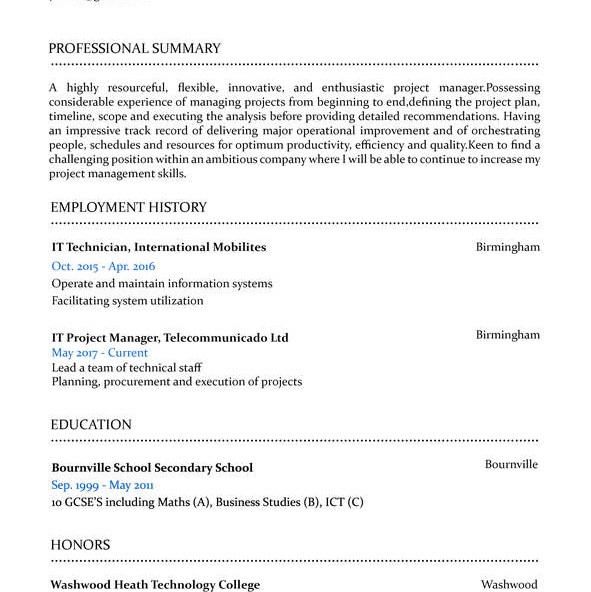 PROFESSIONAL SUMMARY
A highly resourceful, flexible, innovative, and enthusiastic project manager.Possessing
considerable experience of managing projects from beginning to end,defining the project plan,
timeline, scope and executing the analysis before providing detailed recommendations. Having
an impressive track record of delivering major operational improvement and of orchestrating
people, schedules and resources for optimum productivity, efficiency and quality.Keen to find a
challenging position within an ambitious company where I will be able to continue to increase my
project management skills.
EMPLOYMENT HISTORY
IT Technician, International Mobilites Birmingham
Oct. 2015 - Apr. 2016
Operate and maintain information systems
Facilitating system utilization
IT Project Manager, Telecommunicado Ltd Birmingham
May 2017 - Current
Lead a team of technical staff
Planning, procurement and execution of projects
EDUCATION
Bournville School Secondary School Bournville
Sep. 1999 - May 2011
10 GCSE'S including Maths (A), Business Studies (B), ICT (C)
HONORS
Washwood Heath Technology College Washwood